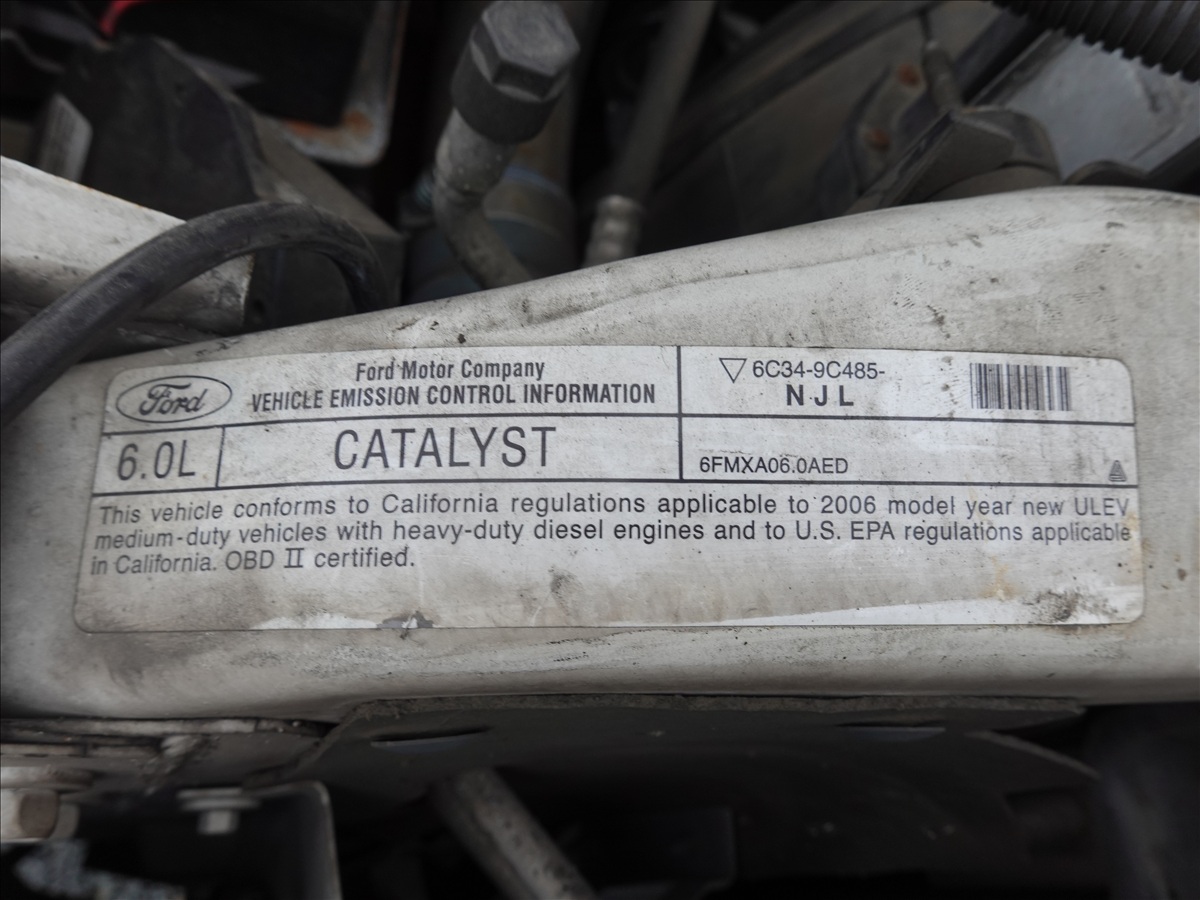 Ford
Ford Motor Company
VEHICLE EMISSION CONTROL INFORMATION
6C34-9C485-
NJL
6.0L
CATALYST
6FMXA06.0AED
This vehicle conforms to California regulations applicable to 2006 model year new ULEV
medium-duty vehicles with heavy-duty diesel engines and to U.S. EPA regulations applicable
in California. OBD II certified.